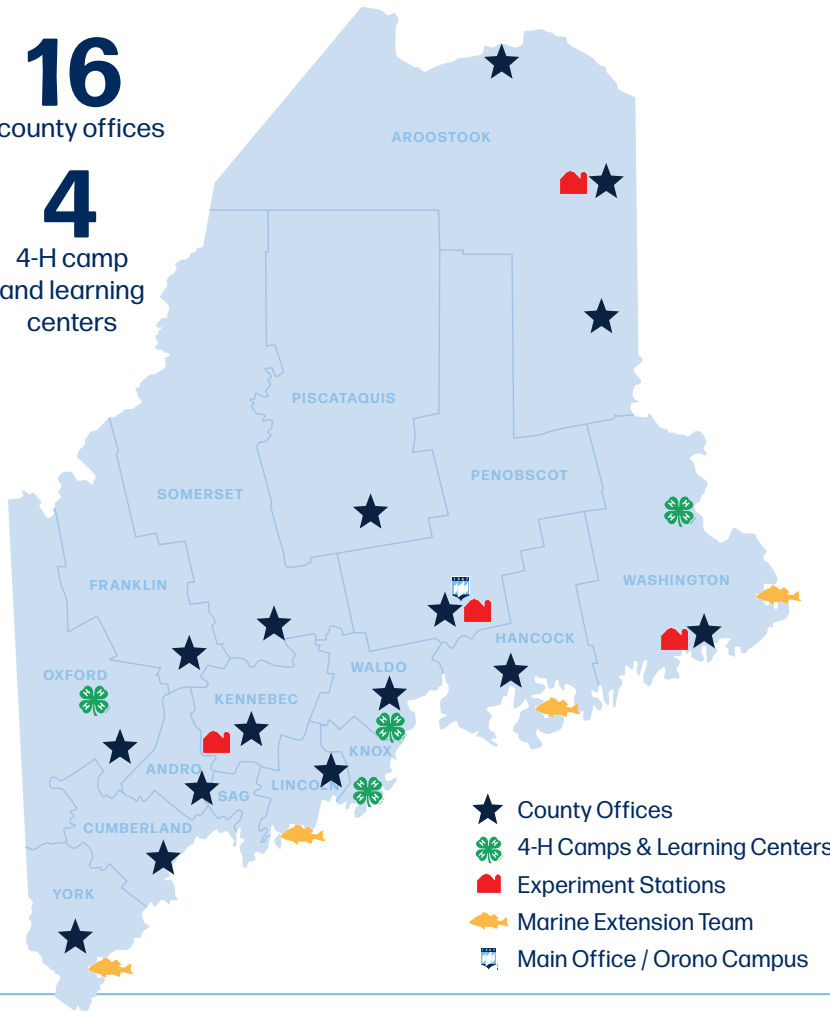 16
county offices
4
4-H camp
and learning
centers
AROOSTOOK
PISCATAQUIS
PENOBSCOT
SOMERSET
FRANKLIN
WASHINGTON
HANCOCK
OXFORD
WALDO
KENNEBEC
KNOX
ANDRO
SAG
LINCOLN
CUMBERLAND
YORK
County Offices
4-H Camps & Learning Centers
Experiment Stations
Marine Extension Team
Main Office / Orono Campus